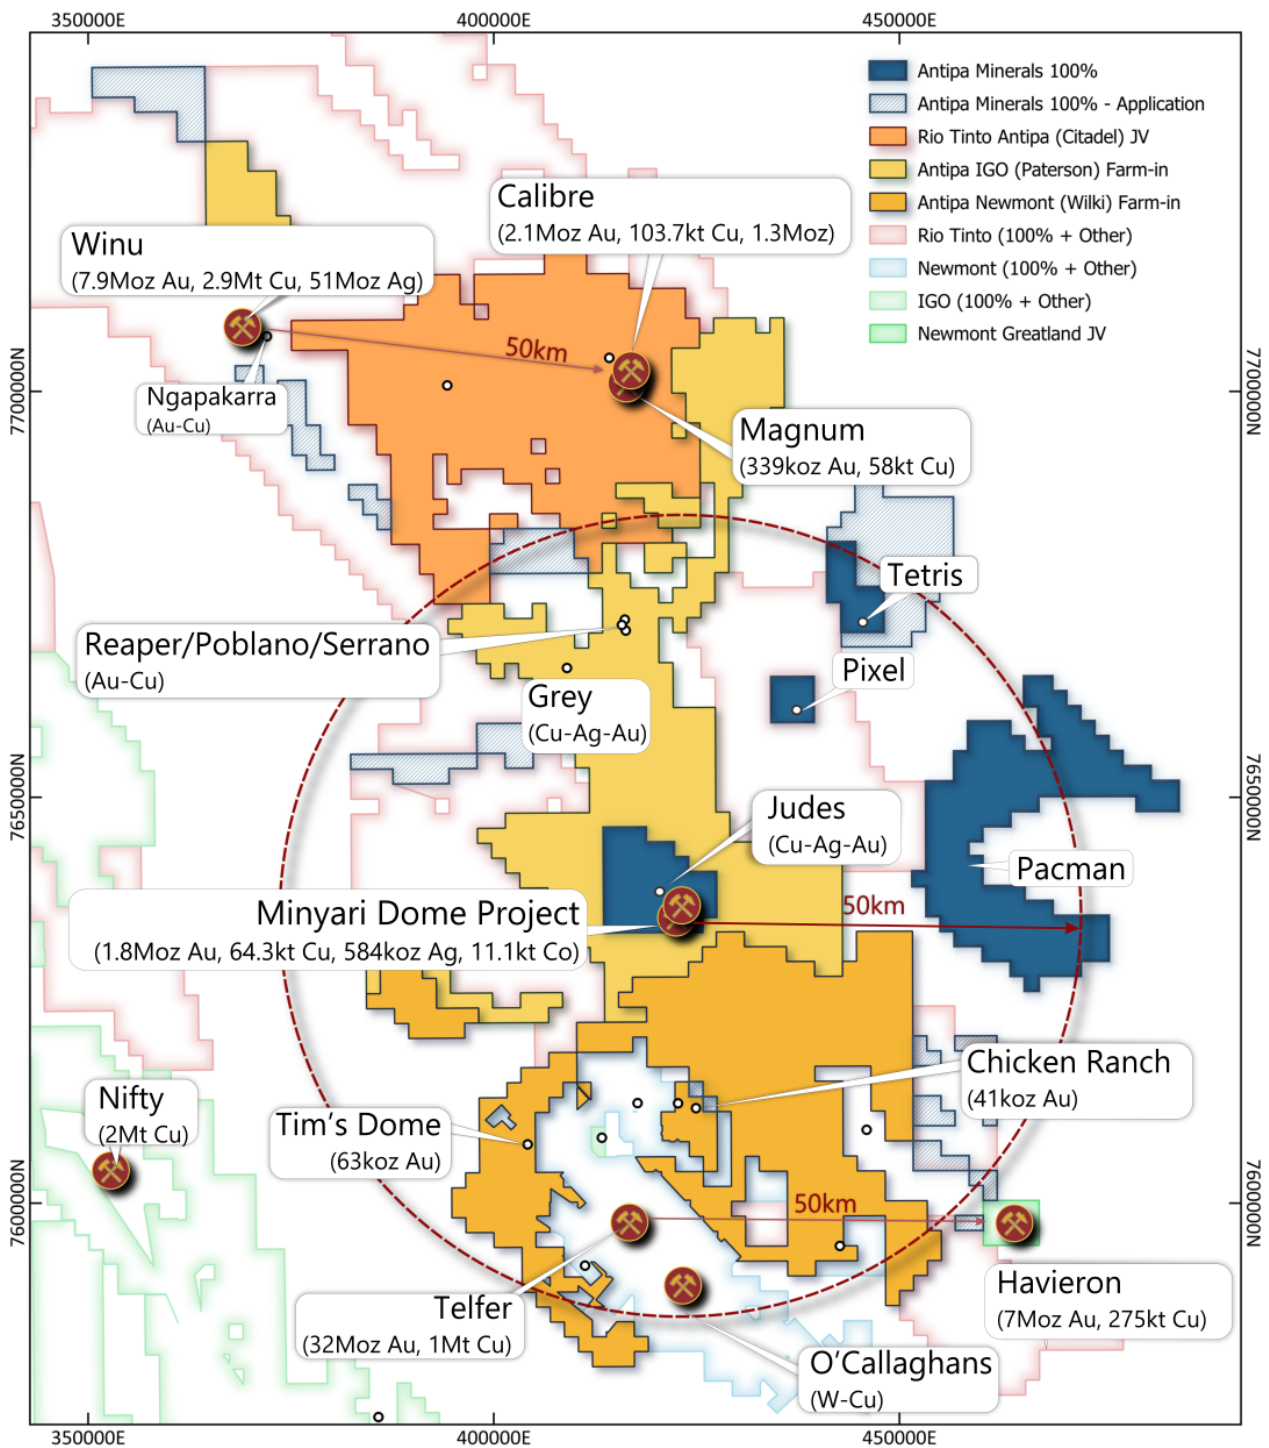 350000E
400000E
450000E
Antipa Minerals 100%
Antipa Minerals 100% - Application
Rio Tinto Antipa (Citadel) JV
Antipa IGO (Paterson) Farm-in
Antipa Newmont (Wilki) Farm-in
Rio Tinto (100% + Other)
Newmont (100% + Other)
IGO (100% + Other)
Newmont Greatland JV
Calibre
(2.1Moz Au, 103.7kt Cu, 1.3Moz)
Winu
(7.9Moz Au, 2.9Mt Cu, 51Moz Ag)
50km
Ngapakarra
(Au-Cu)
7700000N
7700000N
Magnum
(339koz Au, 58kt Cu)
Tetris
Reaper/Poblano/Serrano
(Au-Cu)
Pixel
Grey
(Cu-Ag-Au)
7650000N
7650000N
Judes
(Cu-Ag-Au)
Pacman
50km
Minyari Dome Project
(1.8Moz Au, 64.3kt Cu, 584koz Ag, 11.1kt Co)
Chicken Ranch
(41koz Au)
Nifty
(2Mt Cu)
Tim's Dome
(63koz Au)
7600000N
7600000N
50km
Havieron
(7Moz Au, 275kt Cu)
Telfer
(32Moz Au, 1Mt Cu)
O'Callaghans
(W-Cu)
350000E
400000E
450000E